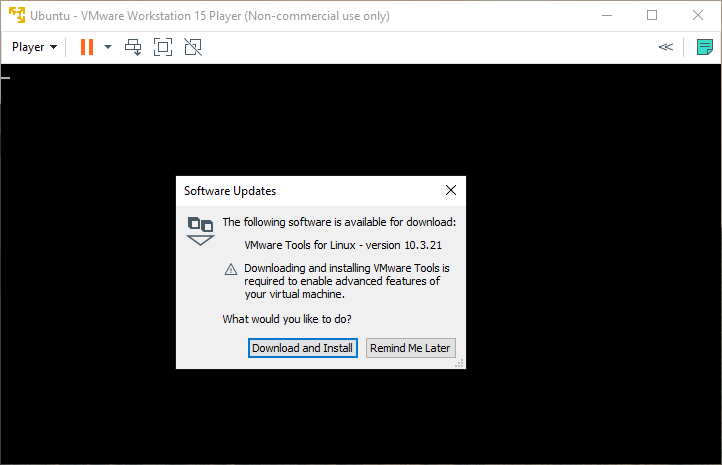 Ubuntu - VMware Workstation 15 Player (Non-commercial use only)
Player
Software Updates
The following software is available for download:
VMware Tools for Linux - version 10.3.21
Downloading and installing VMware Tools is
required to enable advanced features of
your virtual machine.
What would you like to do?
Download and Install
Remind Me Later